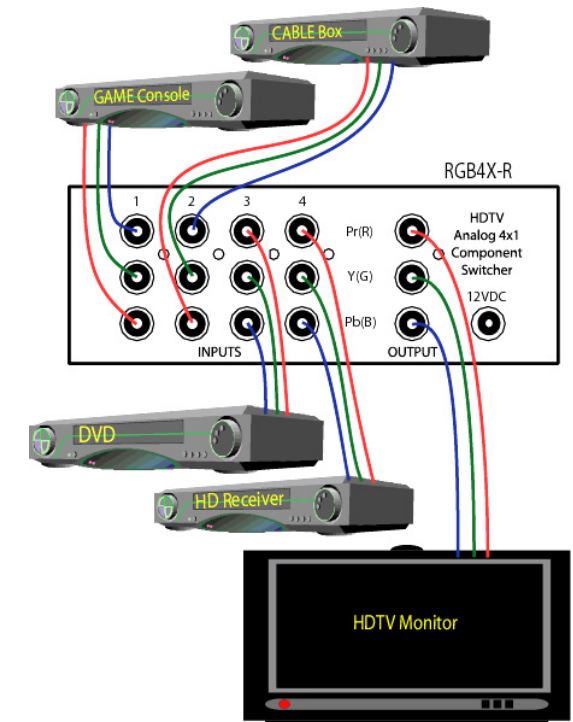 CABLE Box
GAME Console
RGB4X-R
1 2 3 4
HDTV
Analog 4x1
Component
Switcher
Pr(R)
Y(G)
Pb(B)
12VDC
INPUTS
OUTPUT
DVD
HD Receiver
HDTV Monitor